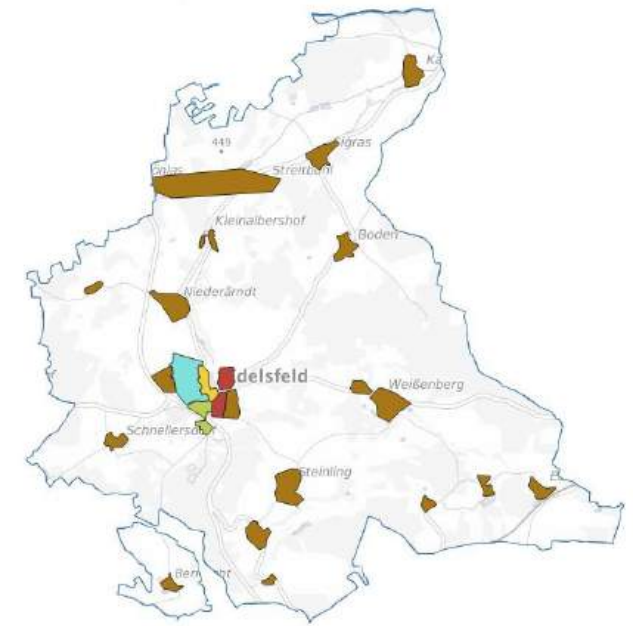 Sigras
449
Streitbühl
Kleinalbershof
Boden
Niederärndt
delsfeld
Weißenberg
Schnellersdorf
Steinling